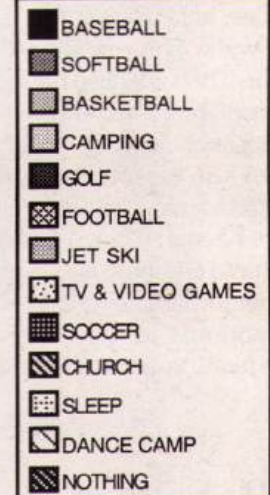 BASEBALL
SOFTBALL
BASKETBALL
CAMPING
GOLF
FOOTBALL
JET SKI
TV & VIDEO GAMES
SOCCER
CHURCH
SLEEP
DANCE CAMP
NOTHING